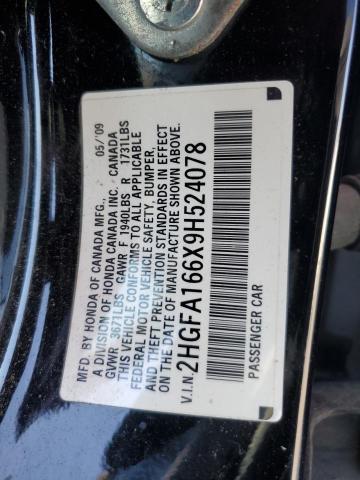 MFD. BY HONDA OF CANADA MFG., 05/'09
A DIVISION OF HONDA CANADA INC. CANADA
GVWR 3671LBS GAWR F 1940LBS R 1731LBS
THIS VEHICLE CONFORMS TO ALL APPLICABLE
FEDERAL MOTOR VEHICLE SAFETY, BUMPER,
AND THEFT PREVENTION STANDARDS IN EFFECT
ON THE DATE OF MANUFACTURE SHOWN ABOVE.
V.I.N. 2HGFA166X9H524078
PASSENGER CAR